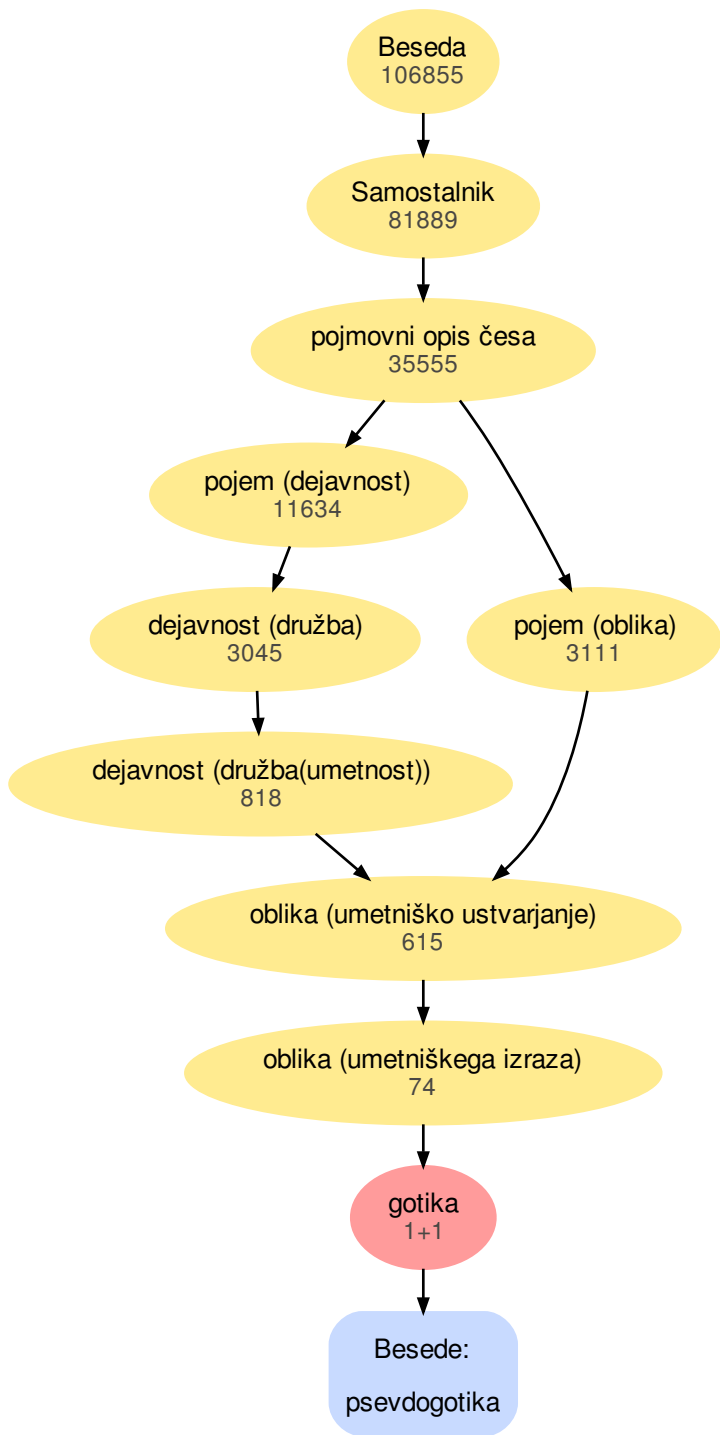 Beseda
106855
Samostalnik
81889
pojmovni opis česa
35555
pojem (dejavnost)
11634
dejavnost (družba)
3045
pojem (oblika)
3111
dejavnost (družba(umetnost))
818
oblika (umetniško ustvarjanje)
615
oblika (umetniškega izraza)
74
gotika
1+1
Besede:
psevdogotika